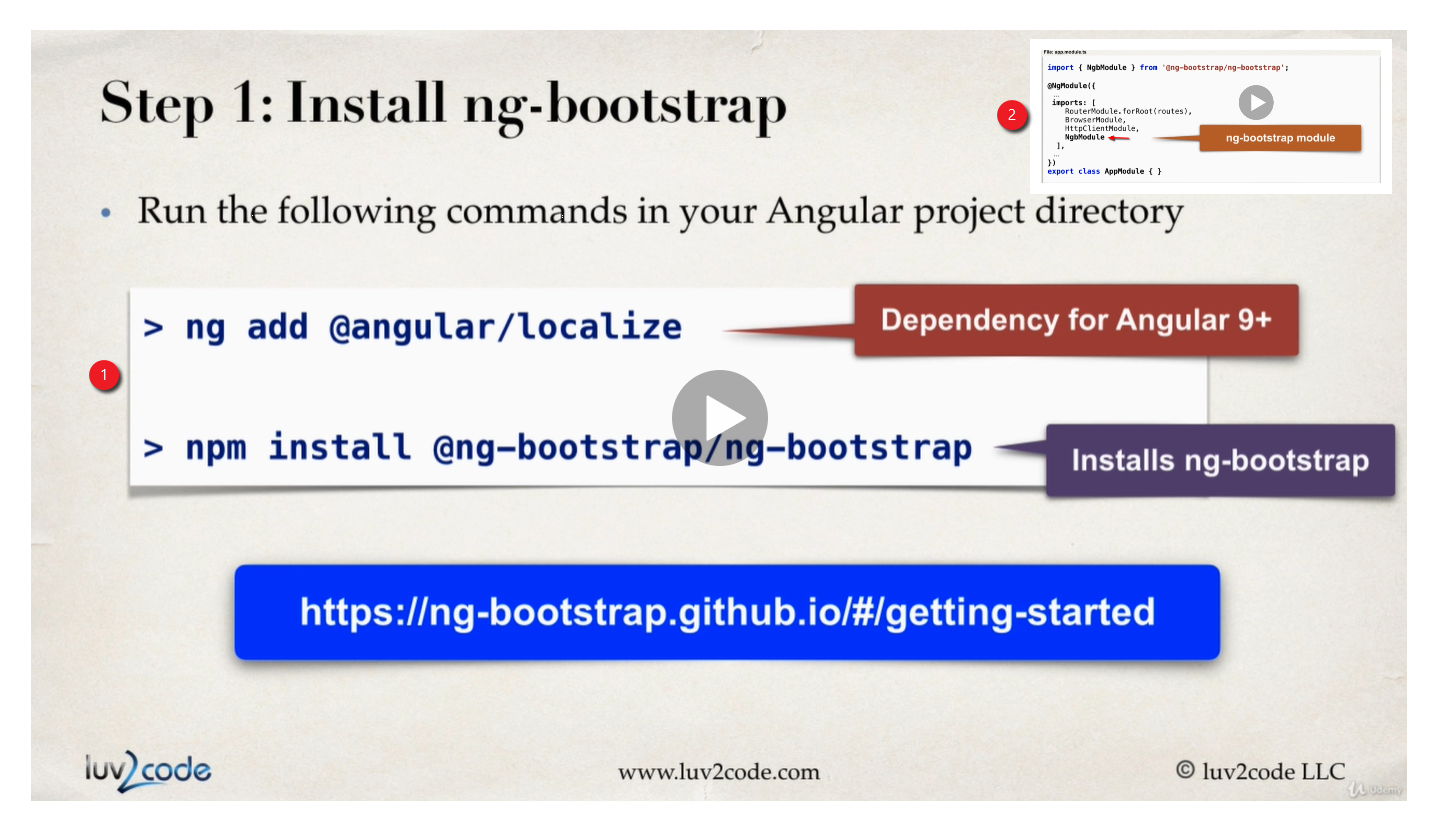 Step 1: Install ng-bootstrap
• Run the following commands in your Angular project directory
1
> ng add @angular/localize
Dependency for Angular 9+
> npm install @ng-bootstrap/ng-bootstrap
Installs ng-bootstrap
https://ng-bootstrap.github.io/#/getting-started
2
File: app.module.ts
import { NgbModule } from '@ng-bootstrap/ng-bootstrap';
@NgModule({
...
imports: [
RouterModule.forRoot(routes),
BrowserModule,
HttpClientModule,
NgbModule
ng-bootstrap module
],
...
})
export class AppModule { }
luv2code
www.luv2code.com
© luv2code LLC
Udemy